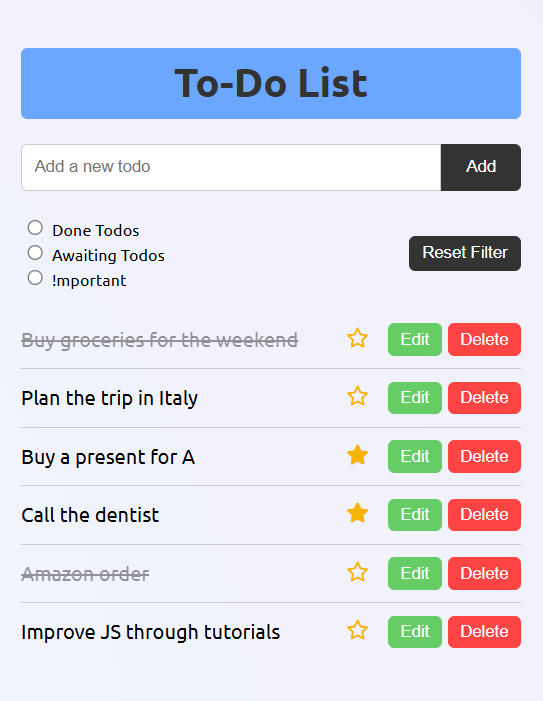 To-Do List
Add a new todo Add
Done Todos
Awaiting Todos
!mportant
Reset Filter
Buy groceries for the weekend Edit Delete
Plan the trip in Italy Edit Delete
Buy a present for A Edit Delete
Call the dentist Edit Delete
Amazon order Edit Delete
Improve JS through tutorials Edit Delete